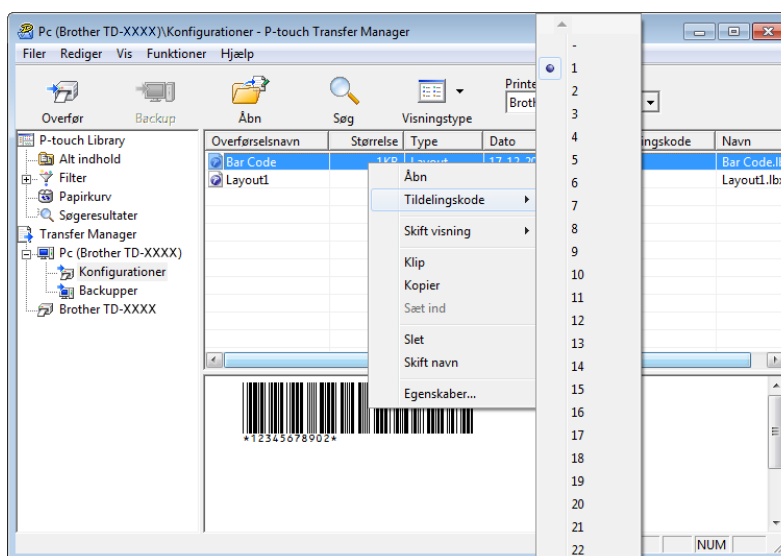 Pc (Brother TD-XXXX)\Konfigurationer - P-touch Transfer Manager
Filer Rediger Vis Funktioner Hjælp
Overfør Backup Åbn Søg Visningstype
Printe
Broth
P-touch Library
Alt indhold
Filter
Papirkurv
Søgeresultater
Transfer Manager
Pc (Brother TD-XXXX)
Konfigurationer
Backupper
Brother TD-XXXX
Overførselsnavn Størrelse Type Dato ingskode Navn
Bar Code 1KB Layout 17-12-20 Bar Code.lb
Layout1 Layout1.lbx
Åbn
Tildelingskode
Skift visning
Klip
Kopier
Sæt ind
Slet
Skift navn
Egenskaber...
-
1
2
3
4
5
6
7
8
9
10
11
12
13
14
15
16
17
18
19
20
21
22
*12345678902*
NUM